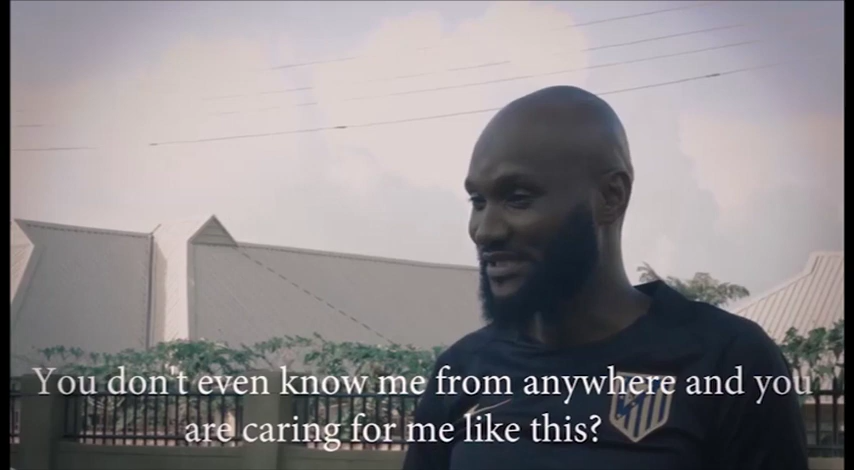 You don't even know me from anywhere and you
are caring for me like this?